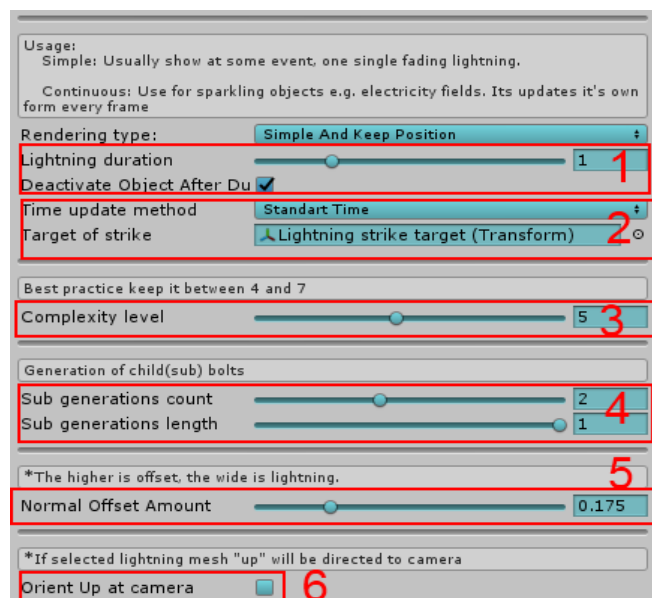 Usage:
Simple: Usually show at some event, one single fading lightning.
Continuous: Use for sparkling objects e.g. electricity fields. Its updates it's own
form every frame
Rendering type: Simple And Keep Position
Lightning duration 1 1
Deactivate Object After Du
Time update method Standart Time
Target of strike Lightning strike target (Transform) 2
Best practice keep it between 4 and 7
Complexity level 5 3
Generation of child(sub) bolts
Sub generations count 2
Sub generations length 1 4
*The higher is offset, the wide is lightning. 5
Normal Offset Amount 0.175
*If selected lightning mesh "up" will be directed to camera
Orient Up at camera 6